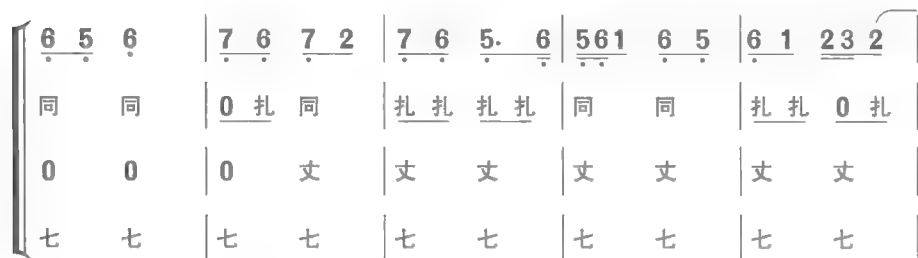 6 5 6 | 7 6 7 2 | 7 6 5· 6 | 561 6 5 | 6 1 23 2
同 同 | 0 扎 同 | 扎 扎 扎 扎 | 同 同 | 扎 扎 0 扎
0 0 | 0 丈 | 丈 丈 | 丈 丈 | 丈 丈
七 七 | 七 七 | 七 七 | 七 七 | 七 七